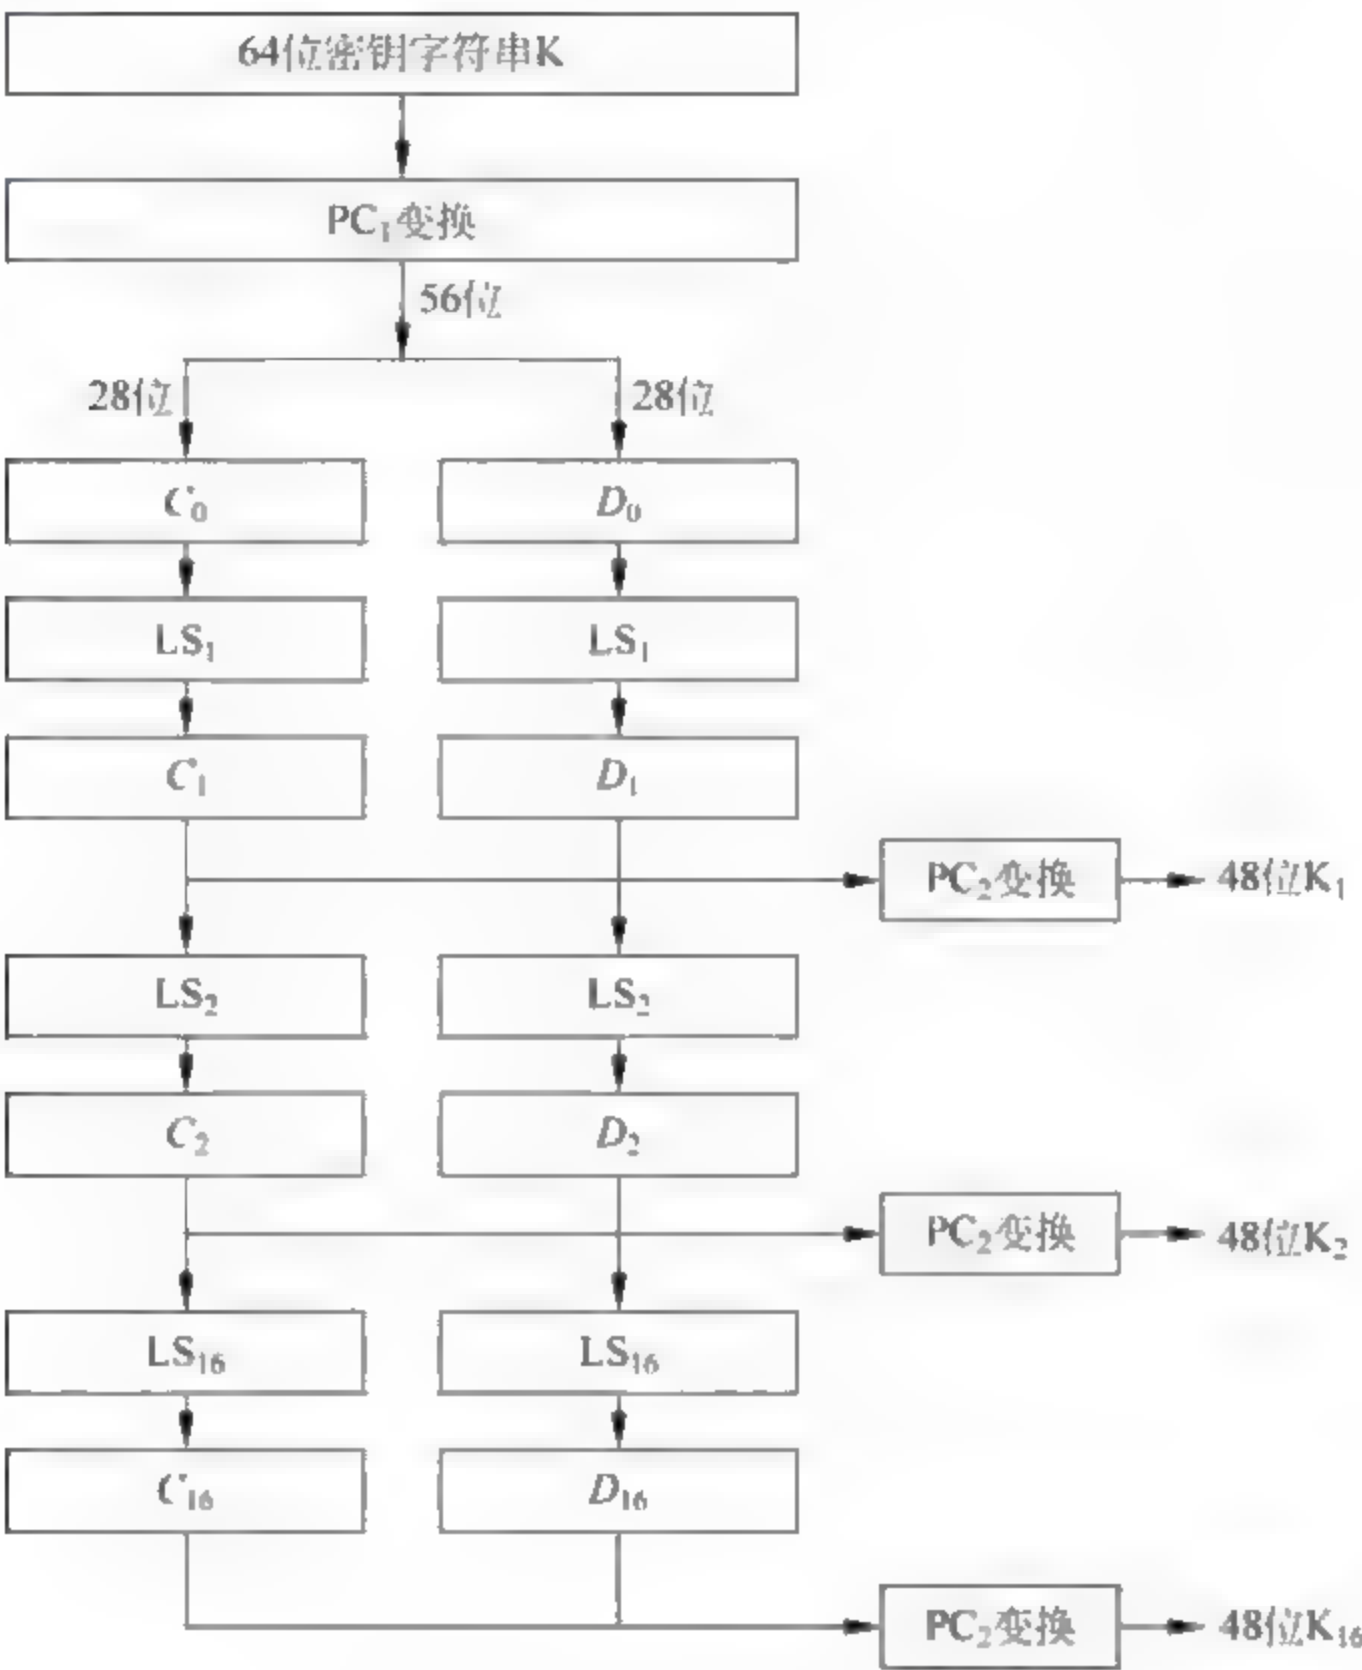 64位密钥字符串K
PC₁变换
56位
28位 28位
C₀ D₀
LS₁ LS₁
C₁ D₁
PC₂变换 48位K₁
LS₂ LS₂
C₂ D₂
PC₂变换 48位K₂
LS₁₆ LS₁₆
C₁₆ D₁₆
PC₂变换 48位K₁₆